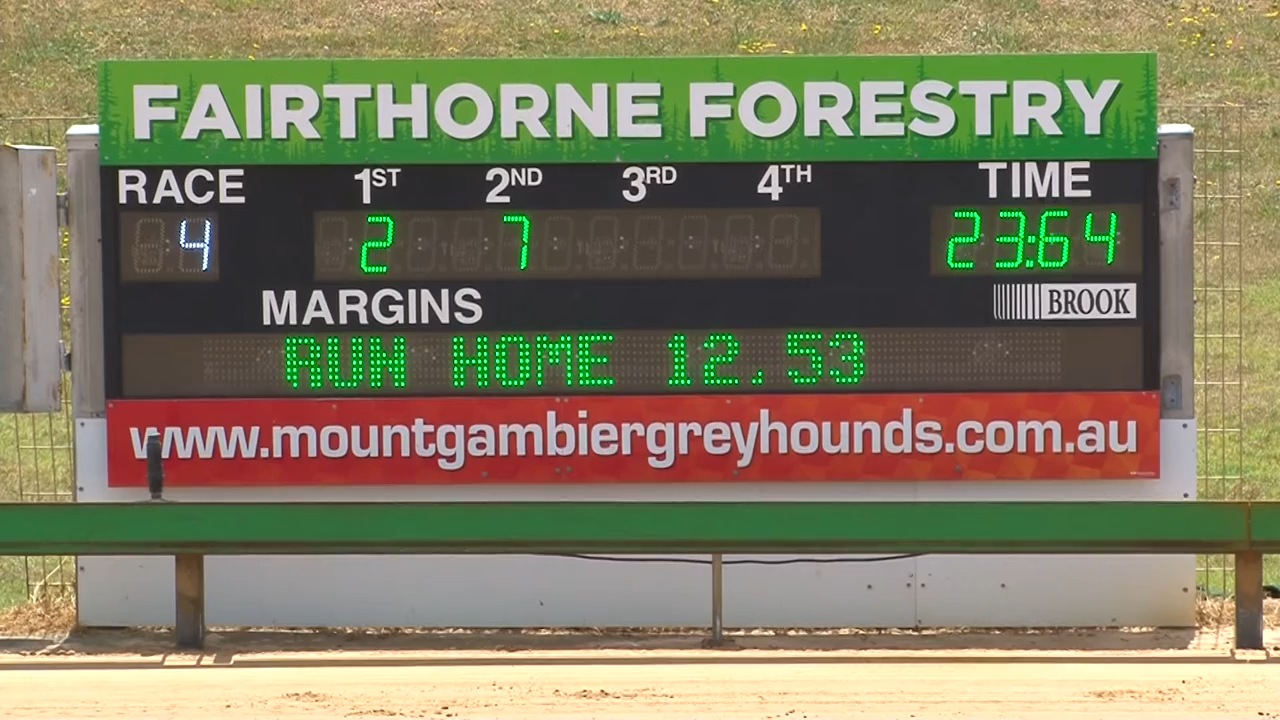 FAIRTHORNE FORESTRY
RACE 1ST 2ND 3RD 4TH TIME
4 2 7 23:64
MARGINS BROOK
RUN HOME 12.53
www.mountgambiergreyhounds.com.au